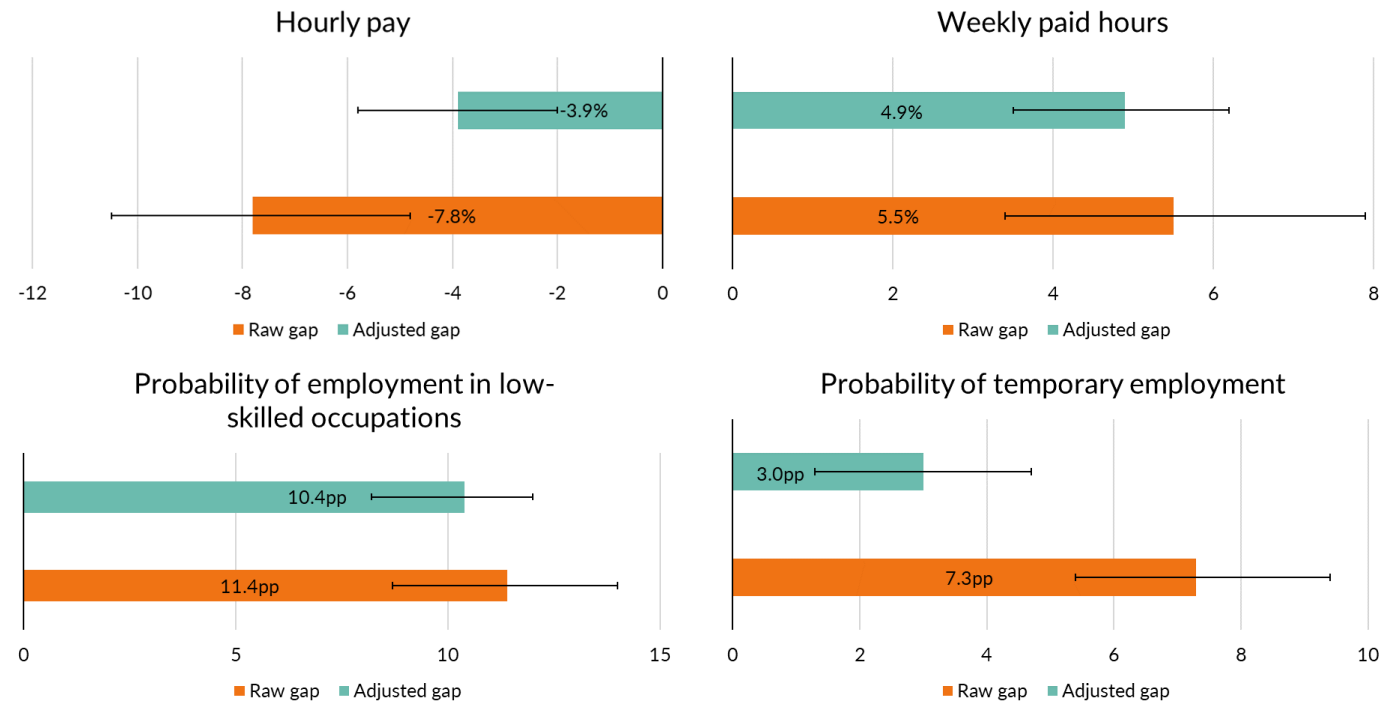 Hourly pay
-3.9%
-7.8%
-12 -10 -8 -6 -4 -2 0
Raw gap Adjusted gap
Weekly paid hours
4.9%
5.5%
0 2 4 6 8
Raw gap Adjusted gap
Probability of employment in low-
skilled occupations
10.4pp
11.4pp
0 5 10 15
Raw gap Adjusted gap
Probability of temporary employment
3.0pp
7.3pp
0 2 4 6 8 10
Raw gap Adjusted gap